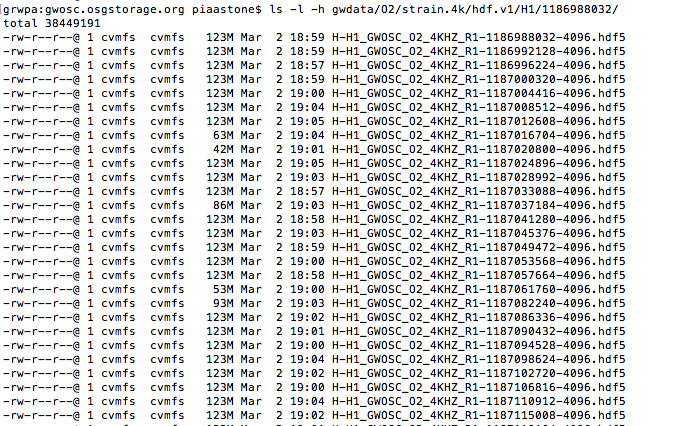 [grwpa:gwosc.osgstorage.org piaastone$ ls -l -h gwdata/O2/strain.4k/hdf.v1/H1/1186988032/
total 38449191
-rw-r--r--@ 1 cvmfs  cvmfs   123M Mar  2 18:59 H-H1_GWOSC_O2_4KHZ_R1-1186988032-4096.hdf5
-rw-r--r--@ 1 cvmfs  cvmfs   123M Mar  2 18:59 H-H1_GWOSC_O2_4KHZ_R1-1186992128-4096.hdf5
-rw-r--r--@ 1 cvmfs  cvmfs   123M Mar  2 18:57 H-H1_GWOSC_O2_4KHZ_R1-1186996224-4096.hdf5
-rw-r--r--@ 1 cvmfs  cvmfs   123M Mar  2 18:59 H-H1_GWOSC_O2_4KHZ_R1-1187000320-4096.hdf5
-rw-r--r--@ 1 cvmfs  cvmfs   123M Mar  2 19:00 H-H1_GWOSC_O2_4KHZ_R1-1187004416-4096.hdf5
-rw-r--r--@ 1 cvmfs  cvmfs   123M Mar  2 19:04 H-H1_GWOSC_O2_4KHZ_R1-1187008512-4096.hdf5
-rw-r--r--@ 1 cvmfs  cvmfs   123M Mar  2 19:05 H-H1_GWOSC_O2_4KHZ_R1-1187012608-4096.hdf5
-rw-r--r--@ 1 cvmfs  cvmfs    63M Mar  2 19:04 H-H1_GWOSC_O2_4KHZ_R1-1187016704-4096.hdf5
-rw-r--r--@ 1 cvmfs  cvmfs    42M Mar  2 19:01 H-H1_GWOSC_O2_4KHZ_R1-1187020800-4096.hdf5
-rw-r--r--@ 1 cvmfs  cvmfs   123M Mar  2 19:05 H-H1_GWOSC_O2_4KHZ_R1-1187024896-4096.hdf5
-rw-r--r--@ 1 cvmfs  cvmfs   123M Mar  2 19:03 H-H1_GWOSC_O2_4KHZ_R1-1187028992-4096.hdf5
-rw-r--r--@ 1 cvmfs  cvmfs   123M Mar  2 18:57 H-H1_GWOSC_O2_4KHZ_R1-1187033088-4096.hdf5
-rw-r--r--@ 1 cvmfs  cvmfs    86M Mar  2 19:03 H-H1_GWOSC_O2_4KHZ_R1-1187037184-4096.hdf5
-rw-r--r--@ 1 cvmfs  cvmfs   123M Mar  2 18:58 H-H1_GWOSC_O2_4KHZ_R1-1187041280-4096.hdf5
-rw-r--r--@ 1 cvmfs  cvmfs   123M Mar  2 19:03 H-H1_GWOSC_O2_4KHZ_R1-1187045376-4096.hdf5
-rw-r--r--@ 1 cvmfs  cvmfs   123M Mar  2 18:59 H-H1_GWOSC_O2_4KHZ_R1-1187049472-4096.hdf5
-rw-r--r--@ 1 cvmfs  cvmfs   123M Mar  2 19:00 H-H1_GWOSC_O2_4KHZ_R1-1187053568-4096.hdf5
-rw-r--r--@ 1 cvmfs  cvmfs   123M Mar  2 18:58 H-H1_GWOSC_O2_4KHZ_R1-1187057664-4096.hdf5
-rw-r--r--@ 1 cvmfs  cvmfs    53M Mar  2 19:00 H-H1_GWOSC_O2_4KHZ_R1-1187061760-4096.hdf5
-rw-r--r--@ 1 cvmfs  cvmfs    93M Mar  2 19:03 H-H1_GWOSC_O2_4KHZ_R1-1187082240-4096.hdf5
-rw-r--r--@ 1 cvmfs  cvmfs   123M Mar  2 19:02 H-H1_GWOSC_O2_4KHZ_R1-1187086336-4096.hdf5
-rw-r--r--@ 1 cvmfs  cvmfs   123M Mar  2 19:01 H-H1_GWOSC_O2_4KHZ_R1-1187090432-4096.hdf5
-rw-r--r--@ 1 cvmfs  cvmfs   123M Mar  2 19:00 H-H1_GWOSC_O2_4KHZ_R1-1187094528-4096.hdf5
-rw-r--r--@ 1 cvmfs  cvmfs   123M Mar  2 19:04 H-H1_GWOSC_O2_4KHZ_R1-1187098624-4096.hdf5
-rw-r--r--@ 1 cvmfs  cvmfs   123M Mar  2 19:02 H-H1_GWOSC_O2_4KHZ_R1-1187102720-4096.hdf5
-rw-r--r--@ 1 cvmfs  cvmfs   123M Mar  2 19:00 H-H1_GWOSC_O2_4KHZ_R1-1187106816-4096.hdf5
-rw-r--r--@ 1 cvmfs  cvmfs   123M Mar  2 19:04 H-H1_GWOSC_O2_4KHZ_R1-1187110912-4096.hdf5
-rw-r--r--@ 1 cvmfs  cvmfs   123M Mar  2 19:02 H-H1_GWOSC_O2_4KHZ_R1-1187115008-4096.hdf5